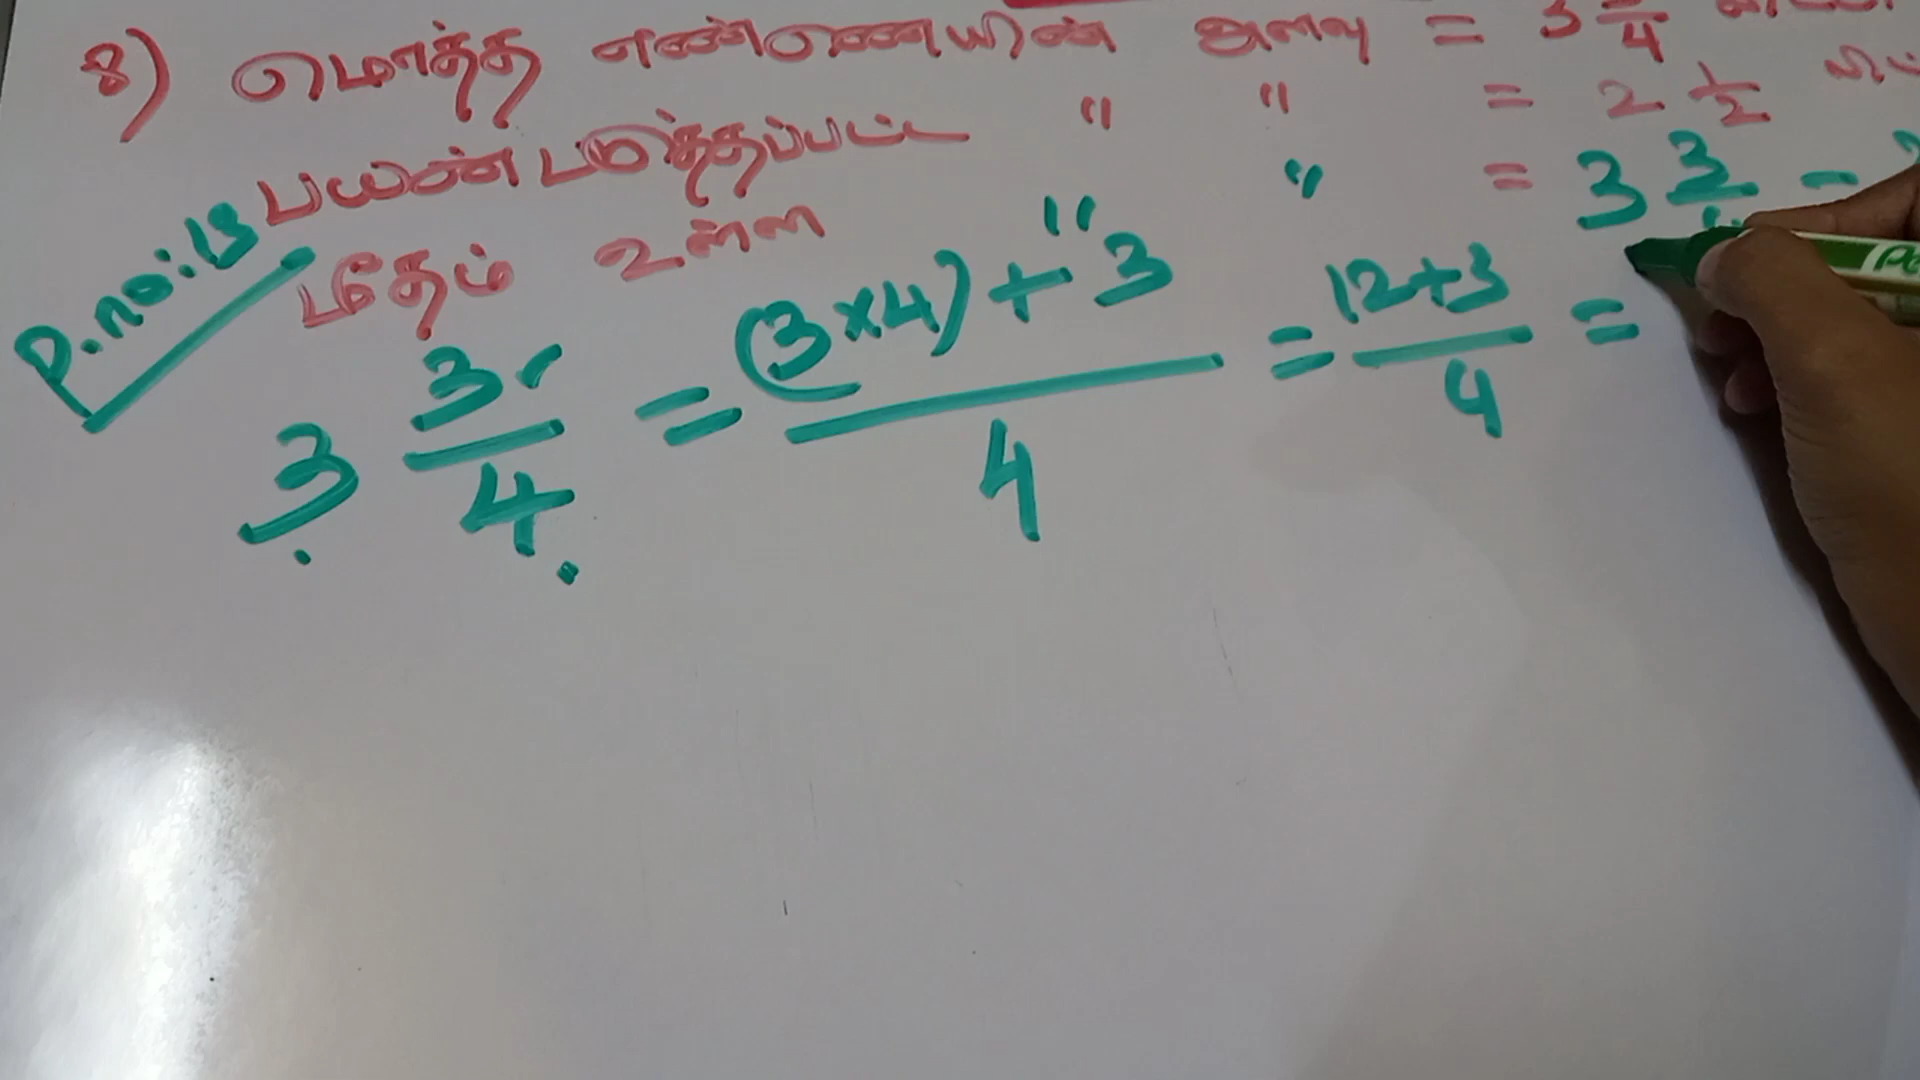 8) மொத்த எண்ணெயின் அளவு = 3 3/4
பயன்படுத்தப்பட்ட " " = 2 1/2
மீதம் உள்ள " " = 3 3/4 -
P.no:13
3 3/4 = (3×4) + 3 / 4 = 12+3 / 4 =